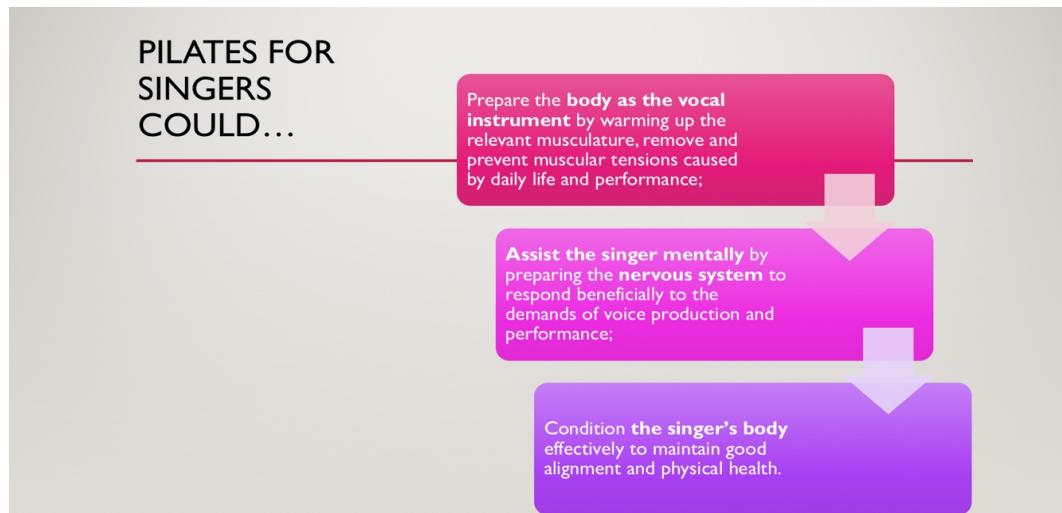 PILATES FOR
SINGERS
COULD…
Prepare the body as the vocal
instrument by warming up the
relevant musculature, remove and
prevent muscular tensions caused
by daily life and performance;
Assist the singer mentally by
preparing the nervous system to
respond beneficially to the
demands of voice production and
performance;
Condition the singer’s body
effectively to maintain good
alignment and physical health.